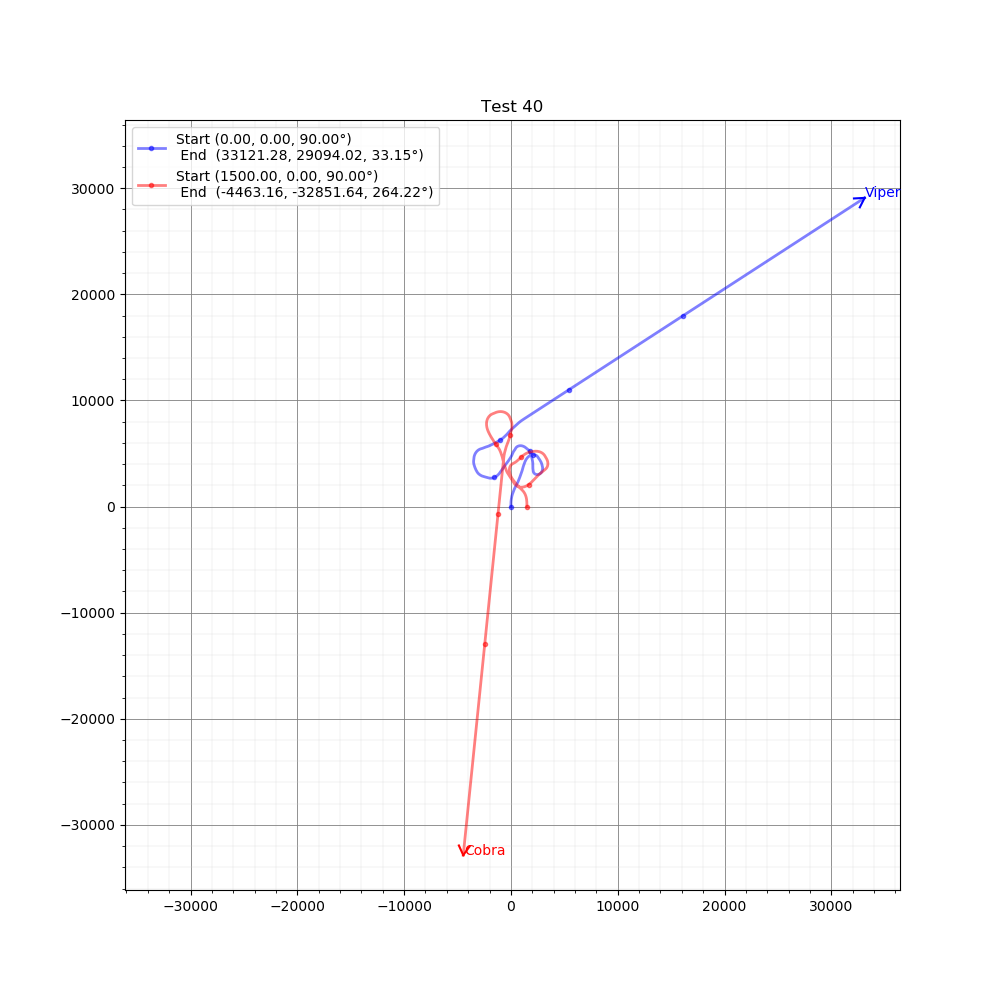 Test 40
Start (0.00, 0.00, 90.00°)
End  (33121.28, 29094.02, 33.15°)
Start (1500.00, 0.00, 90.00°)
End  (-4463.16, -32851.64, 264.22°)
Viper
Cobra
30000
20000
10000
0
−10000
−20000
−30000
−30000 −20000 −10000 0 10000 20000 30000